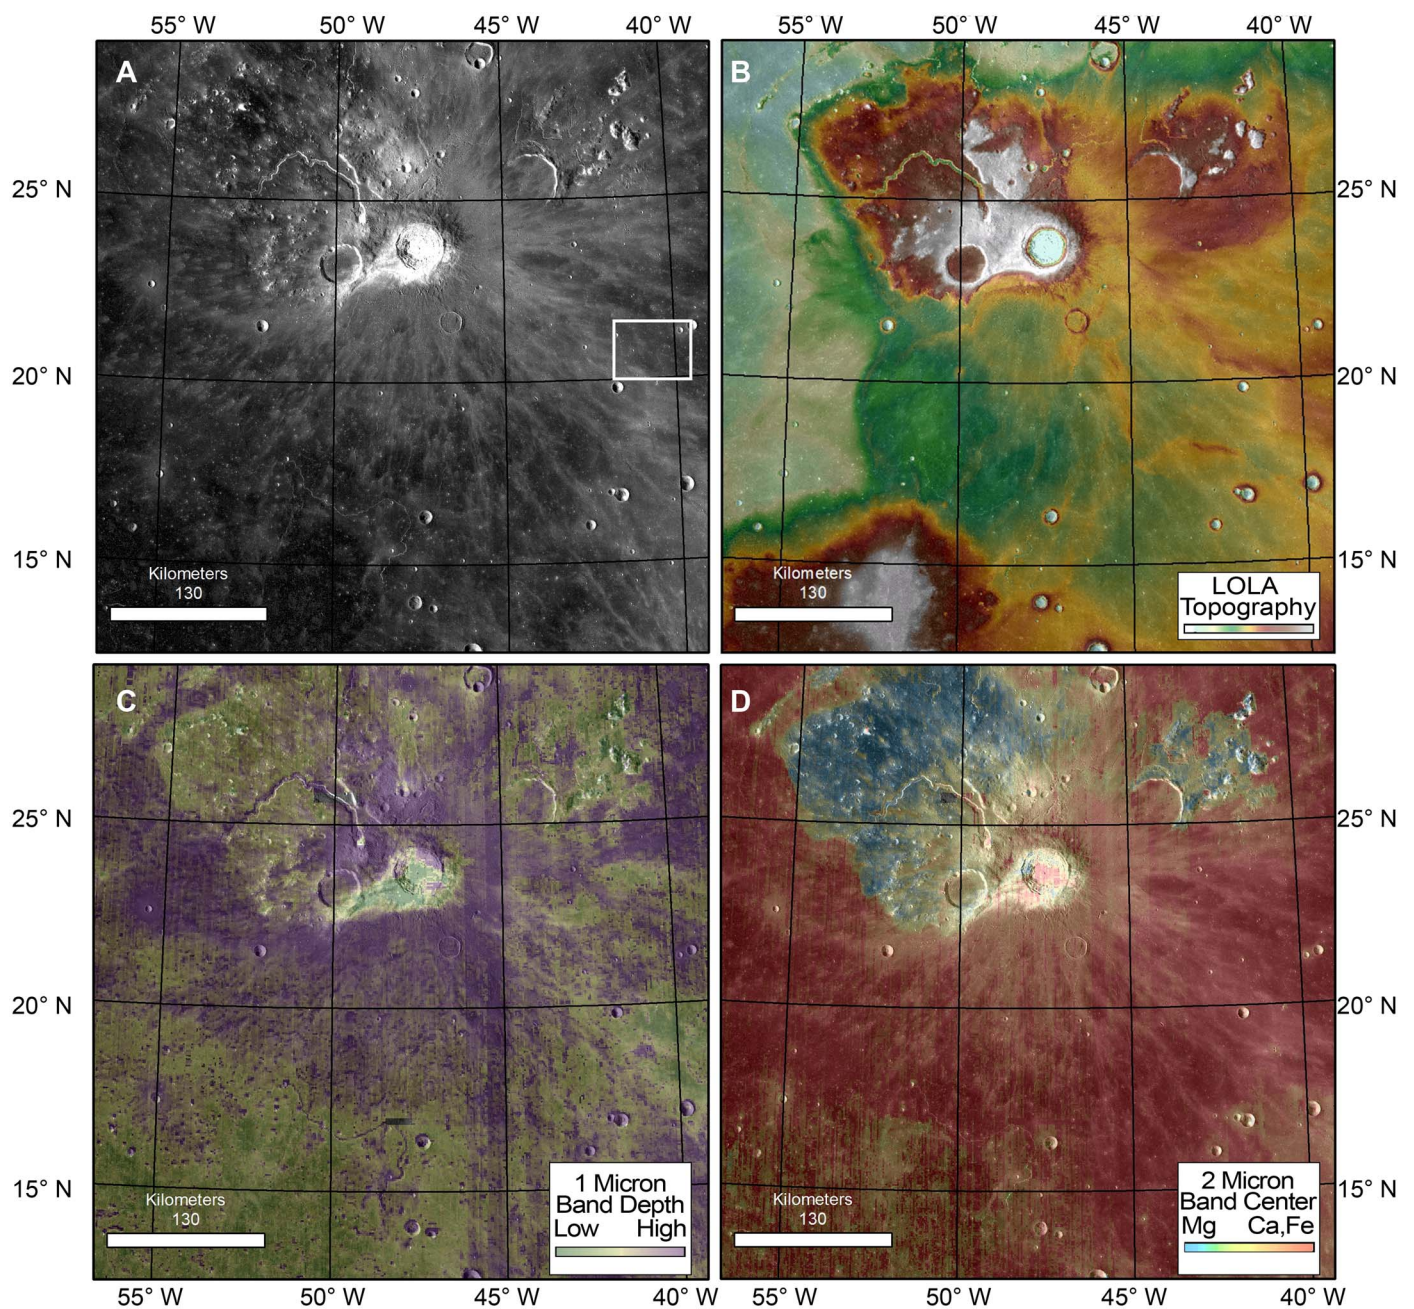 55° W 50° W 45° W 40° W 55° W 50° W 45° W 40° W
A
B
25° N
25° N
20° N
20° N
15° N
15° N
Kilometers
130
Kilometers
130
LOLA
Topography
C
D
25° N
25° N
20° N
20° N
15° N
15° N
Kilometers
130
1 Micron
Band Depth
Low High
Kilometers
130
2 Micron
Band Center
Mg Ca,Fe
55° W 50° W 45° W 40° W 55° W 50° W 45° W 40° W